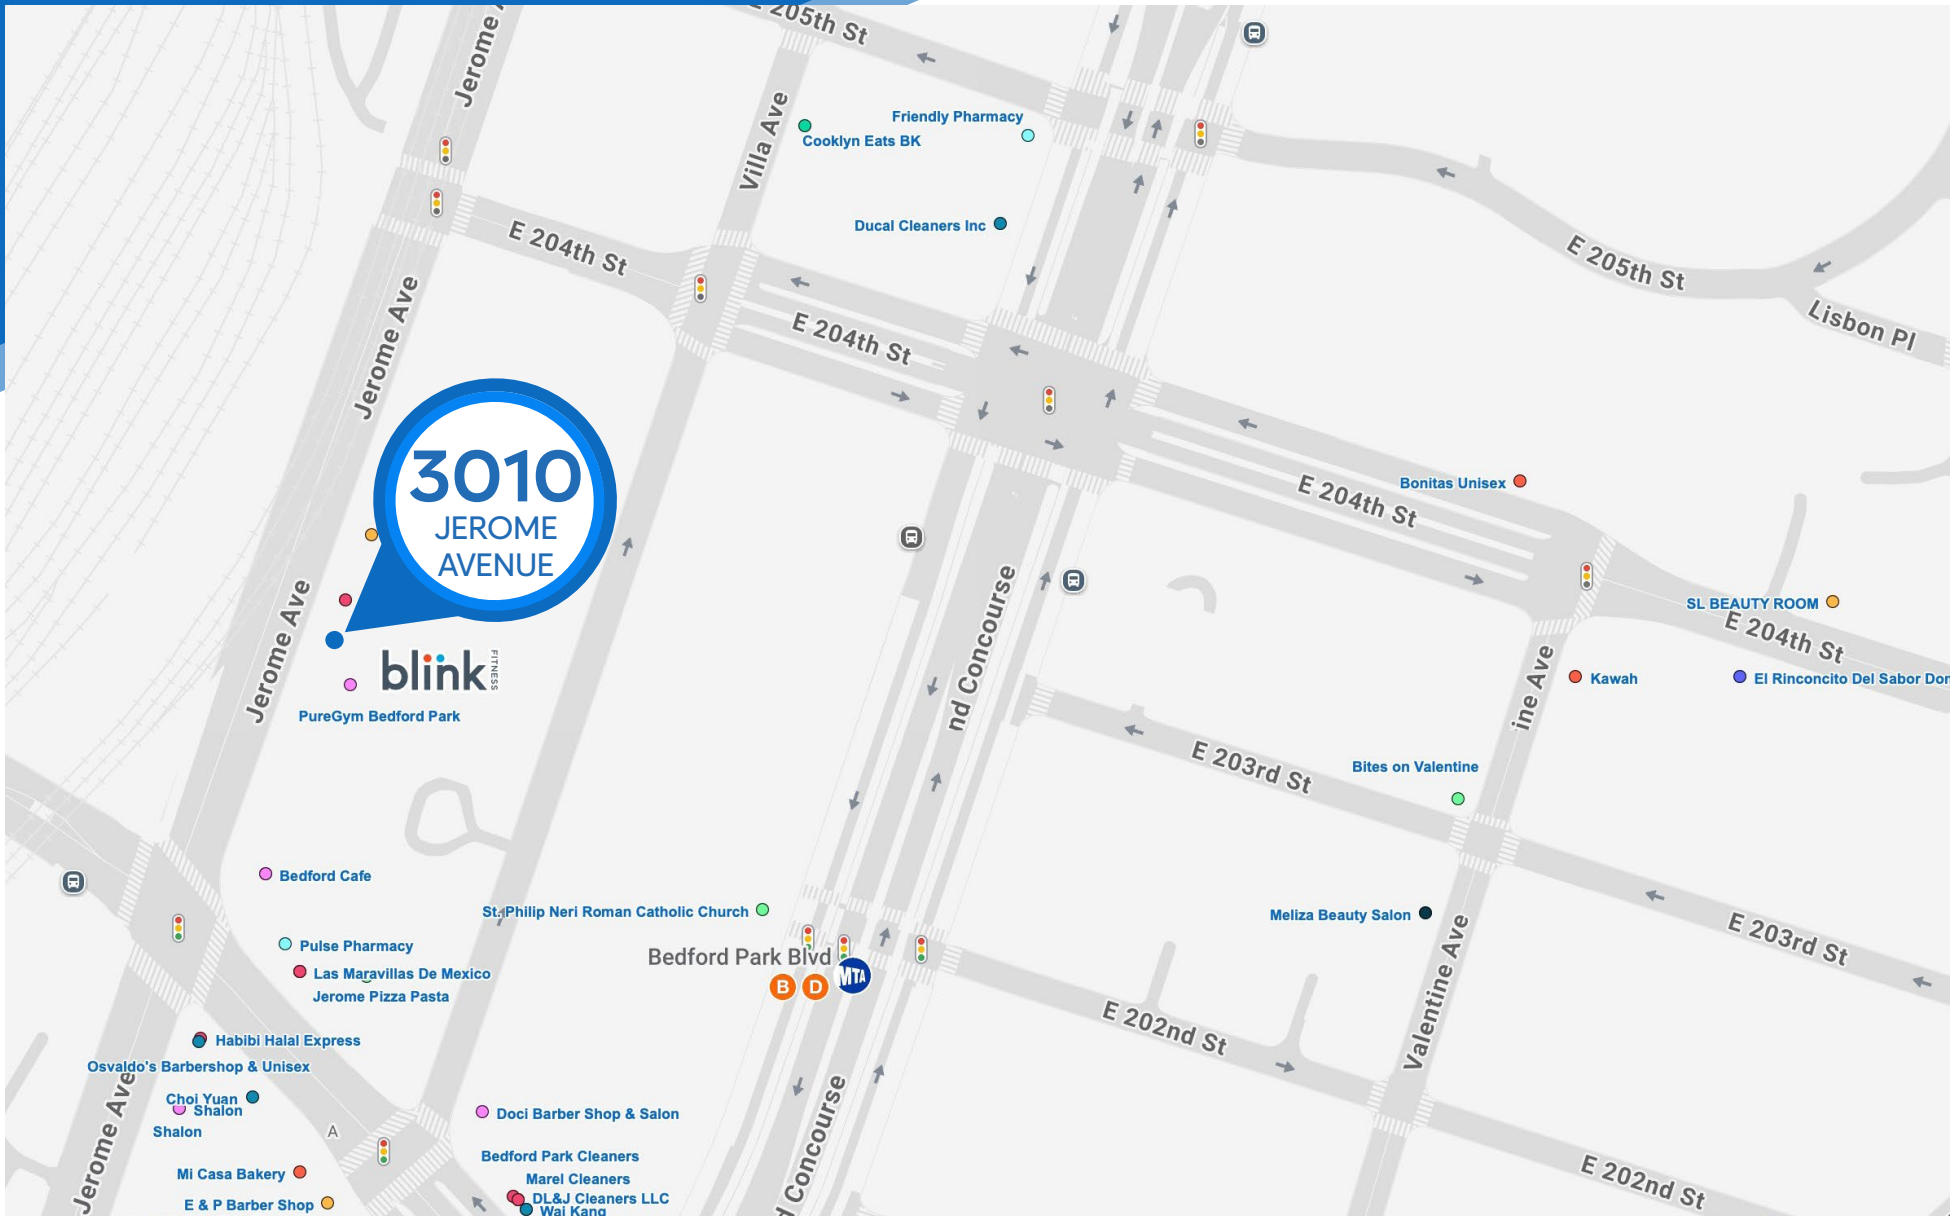 E 205th St
Jerome A
Villa Ave
Friendly Pharmacy
Cooklyn Eats BK
Ducal Cleaners Inc
E 204th St
E 205th St
Lisbon Pl
Jerome Ave
E 204th St
3010
JEROME
AVENUE
Bonitas Unisex
E 204th St
nd Concourse
Jerome Ave
SL BEAUTY ROOM
E 204th St
blink
FITNESS
PureGym Bedford Park
ine Ave
Kawah
El Rinconcito Del Sabor Dom
E 203rd St
Bites on Valentine
Bedford Cafe
St. Philip Neri Roman Catholic Church
Meliza Beauty Salon
Valentine Ave
E 203rd St
Pulse Pharmacy
Bedford Park Blvd
B
D
MTA
Las Maravillas De Mexico
Jerome Pizza Pasta
E 202nd St
Habibi Halal Express
Osvaldo's Barbershop & Unisex
Jerome Ave
Choi Yuan
Shalon
Shalon
A
Doci Barber Shop & Salon
d Concourse
Bedford Park Cleaners
Mi Casa Bakery
Marel Cleaners
DL&J Cleaners LLC
E & P Barber Shop
Wai Kang
E 202nd St